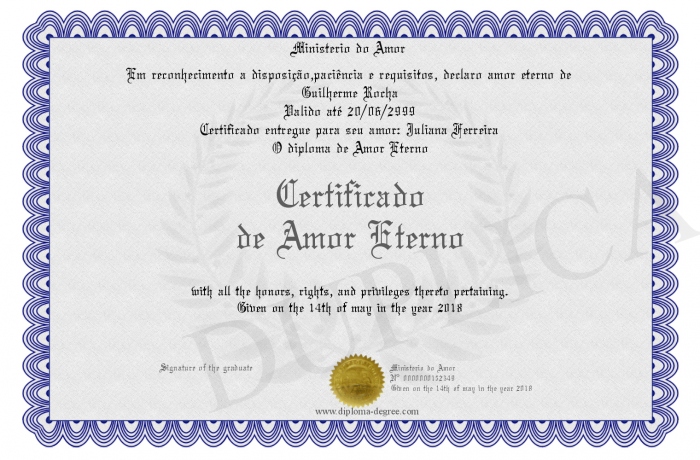 Ministerio do Amor
Em reconhecimento a disposição,paciência e requisitos, declaro amor eterno de
Guilherme Rocha
Valido até 20/06/2999
Certificado entregue para seu amor: Juliana Ferreira
O diploma de Amor Eterno
Certificado
de Amor Eterno
with all the honors, rights, and privileges thereto pertaining.
Given on the 14th of may in the year 2018
DUPLICA
Signature of the graduate
Ministerio do Amor
N° 0000000152349
Given on the 14th of may in the year 2018
www.diploma-degree.com